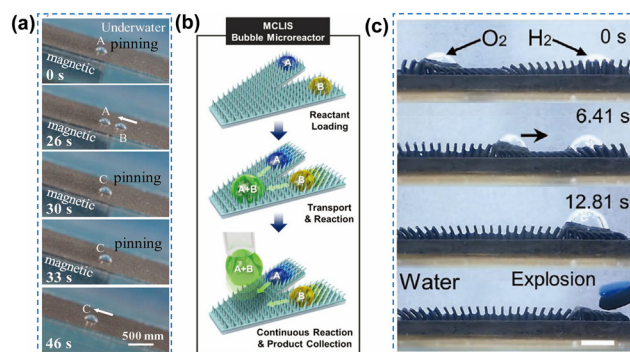 (a)
Underwater
A
pinning
magnetic
0 s
A
B
magnetic
26 s
C
pinning
magnetic
30 s
C
pinning
magnetic
33 s
C
46 s
500 mm
(b)
MCLIS
Bubble Microreactor
A
B
Reactant
Loading
A
A+B
B
Transport
& Reaction
A+B
A
B
Continuous Reaction
& Product Collection
(c)
O2
H2
0 s
6.41 s
12.81 s
Water
Explosion